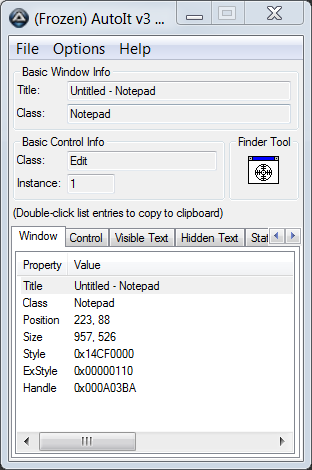 (Frozen) AutoIt v3 ...
File Options Help
Basic Window Info
Title: Untitled - Notepad
Class: Notepad
Basic Control Info
Finder Tool
Class: Edit
Instance: 1
(Double-click list entries to copy to clipboard)
Window Control Visible Text Hidden Text
Property Value
Title Untitled - Notepad
Class Notepad
Position 223, 88
Size 957, 526
Style 0x14CF0000
ExStyle 0x00000110
Handle 0x000A03BA